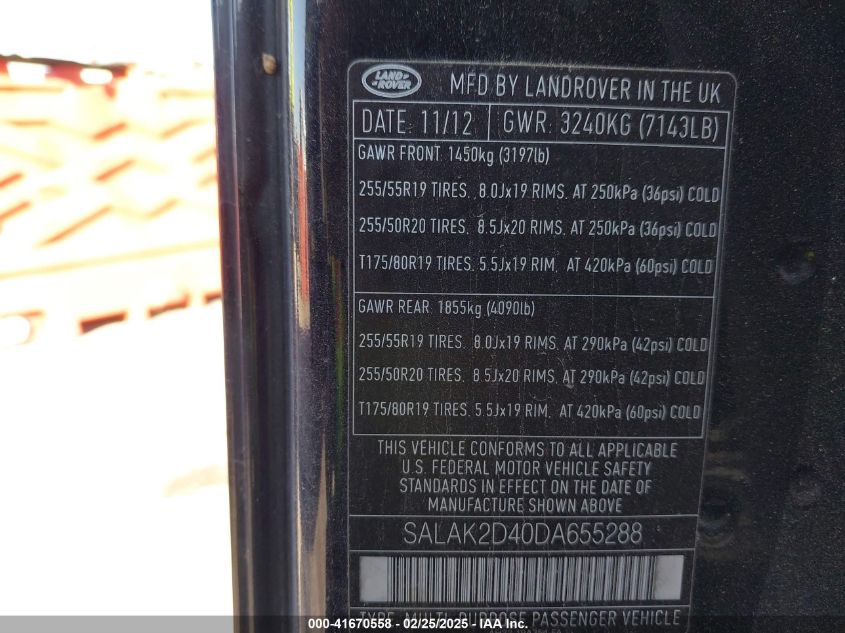 LAND ROVER
MFD BY LANDROVER IN THE UK
DATE: 11/12 GWR: 3240KG (7143LB)
GAWR FRONT: 1450kg (3197lb)
255/55R19 TIRES, 8.0Jx19 RIMS, AT 250kPa (36psi) COLD
255/50R20 TIRES, 8.5Jx20 RIMS, AT 250kPa (36psi) COLD
T175/80R19 TIRES, 5.5Jx19 RIM, AT 420kPa (60psi) COLD
GAWR REAR: 1855kg (4090lb)
255/55R19 TIRES, 8.0Jx19 RIMS, AT 290kPa (42psi) COLD
255/50R20 TIRES, 8.5Jx20 RIMS, AT 290kPa (42psi) COLD
T175/80R19 TIRES, 5.5Jx19 RIM, AT 420kPa (60psi) COLD
THIS VEHICLE CONFORMS TO ALL APPLICABLE
U.S. FEDERAL MOTOR VEHICLE SAFETY
STANDARDS IN EFFECT ON THE DATE OF
MANUFACTURE SHOWN ABOVE
SALAK2D40DA655288
TYPE: MULTI-PURPOSE PASSENGER VEHICLE
000-41670558 - 02/25/2025 - IAA Inc.